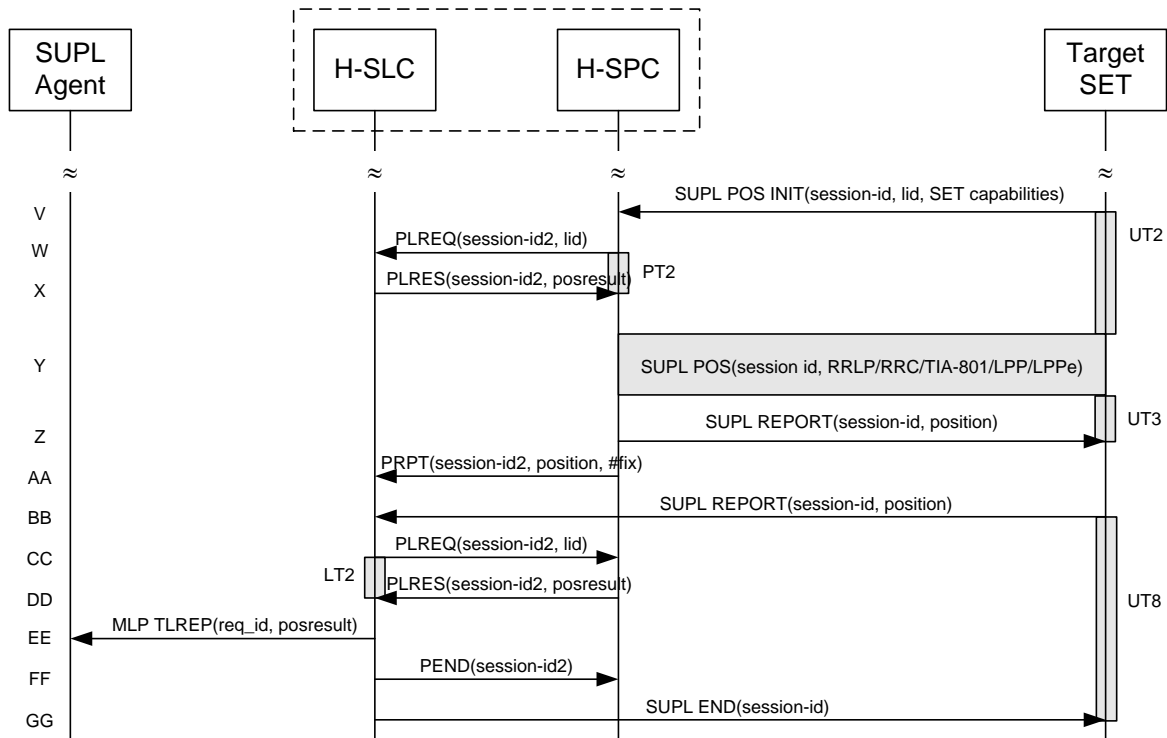 SUPL
Agent
H-SLC
H-SPC
Target
SET
≈ ≈ ≈ ≈
V
SUPL POS INIT(session-id, lid, SET capabilities)
UT2
W
PLREQ(session-id2, lid)
PT2
X
PLRES(session-id2, posresult)
Y
SUPL POS(session id, RRLP/RRC/TIA-801/LPP/LPPe)
UT3
Z
SUPL REPORT(session-id, position)
AA
PRPT(session-id2, position, #fix)
BB
SUPL REPORT(session-id, position)
CC
PLREQ(session-id2, lid)
LT2
DD
PLRES(session-id2, posresult)
UT8
EE
MLP TLREP(req_id, posresult)
FF
PEND(session-id2)
GG
SUPL END(session-id)